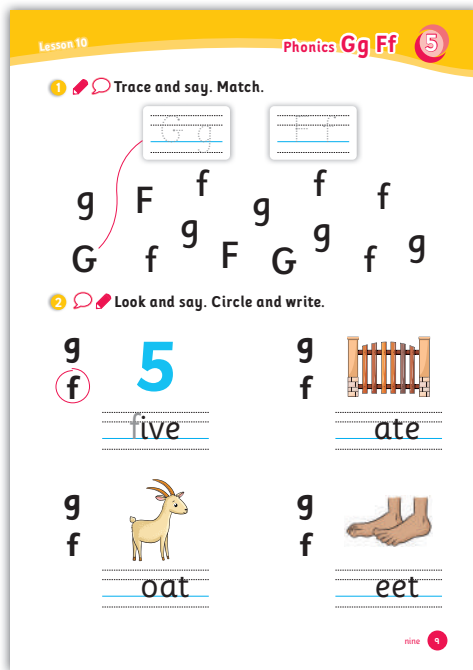 Lesson 10
Phonics Gg Ff 5
1 Trace and say. Match.
G g F f
g F f g f f
G f g F G g f g
2 Look and say. Circle and write.
g 5 g
f f
five ate
g g
f f
oat eet
nine ٩